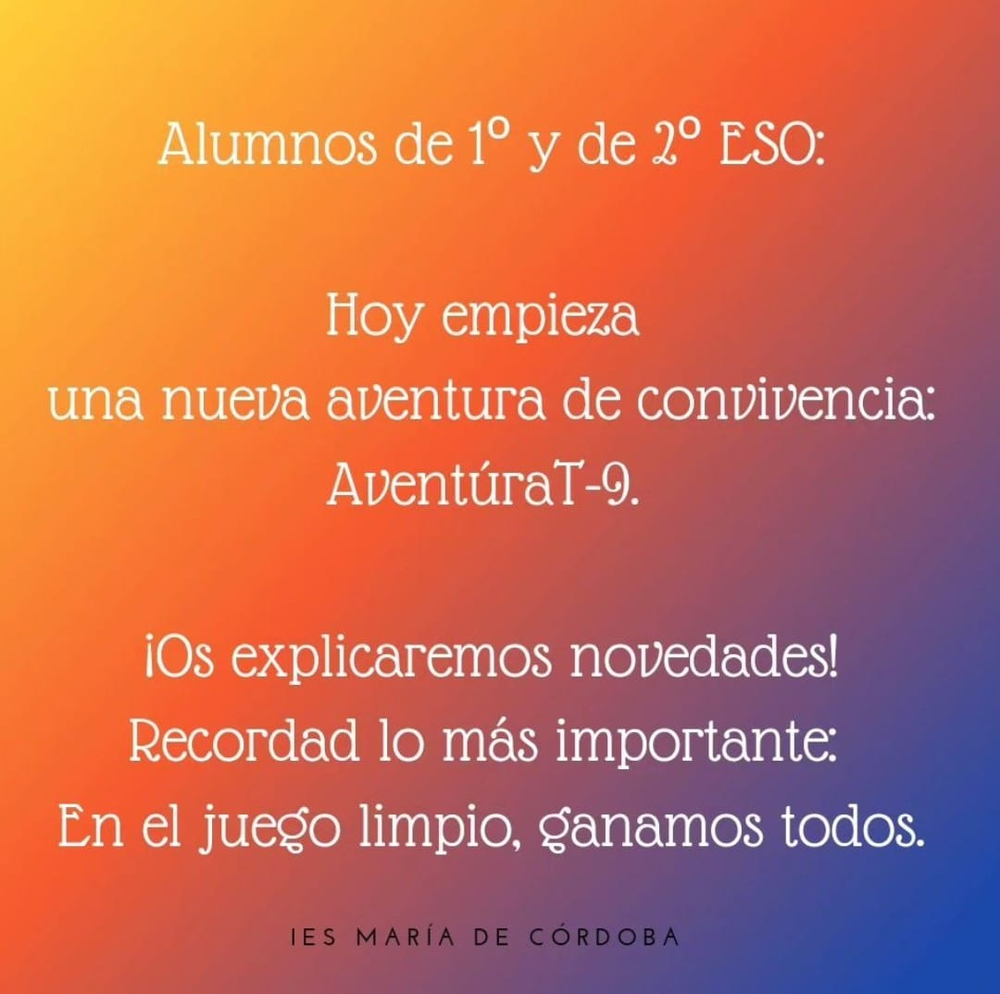 Alumnos de 1º y de 2º ESO:
Hoy empieza
una nueva aventura de convivencia:
AventúraT-9.
¡Os explicaremos novedades!
Recordad lo más importante:
En el juego limpio, ganamos todos.
IES MARÍA DE CÓRDOBA